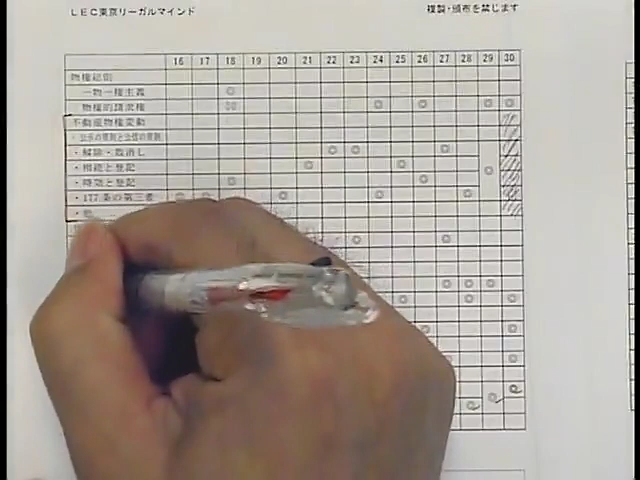 LEC東京リーガルマインド
複製・頒布を禁じます
16 17 18 19 20 21 22 23 24 25 26 27 28 29 30
物権総則
一物一権主義 ◎
物権的請求権 ◎ ◎ ◎ ◎
不動産物権変動
・公示の原則と公信の原則
・解除・取消し ◎ ◎ ◎
・相続と登記 ◎ ◎ ◎
・時効と登記 ◎ ◎
・177条の第三者 ◎ ◎ ◎ ◎ ◎ ◎